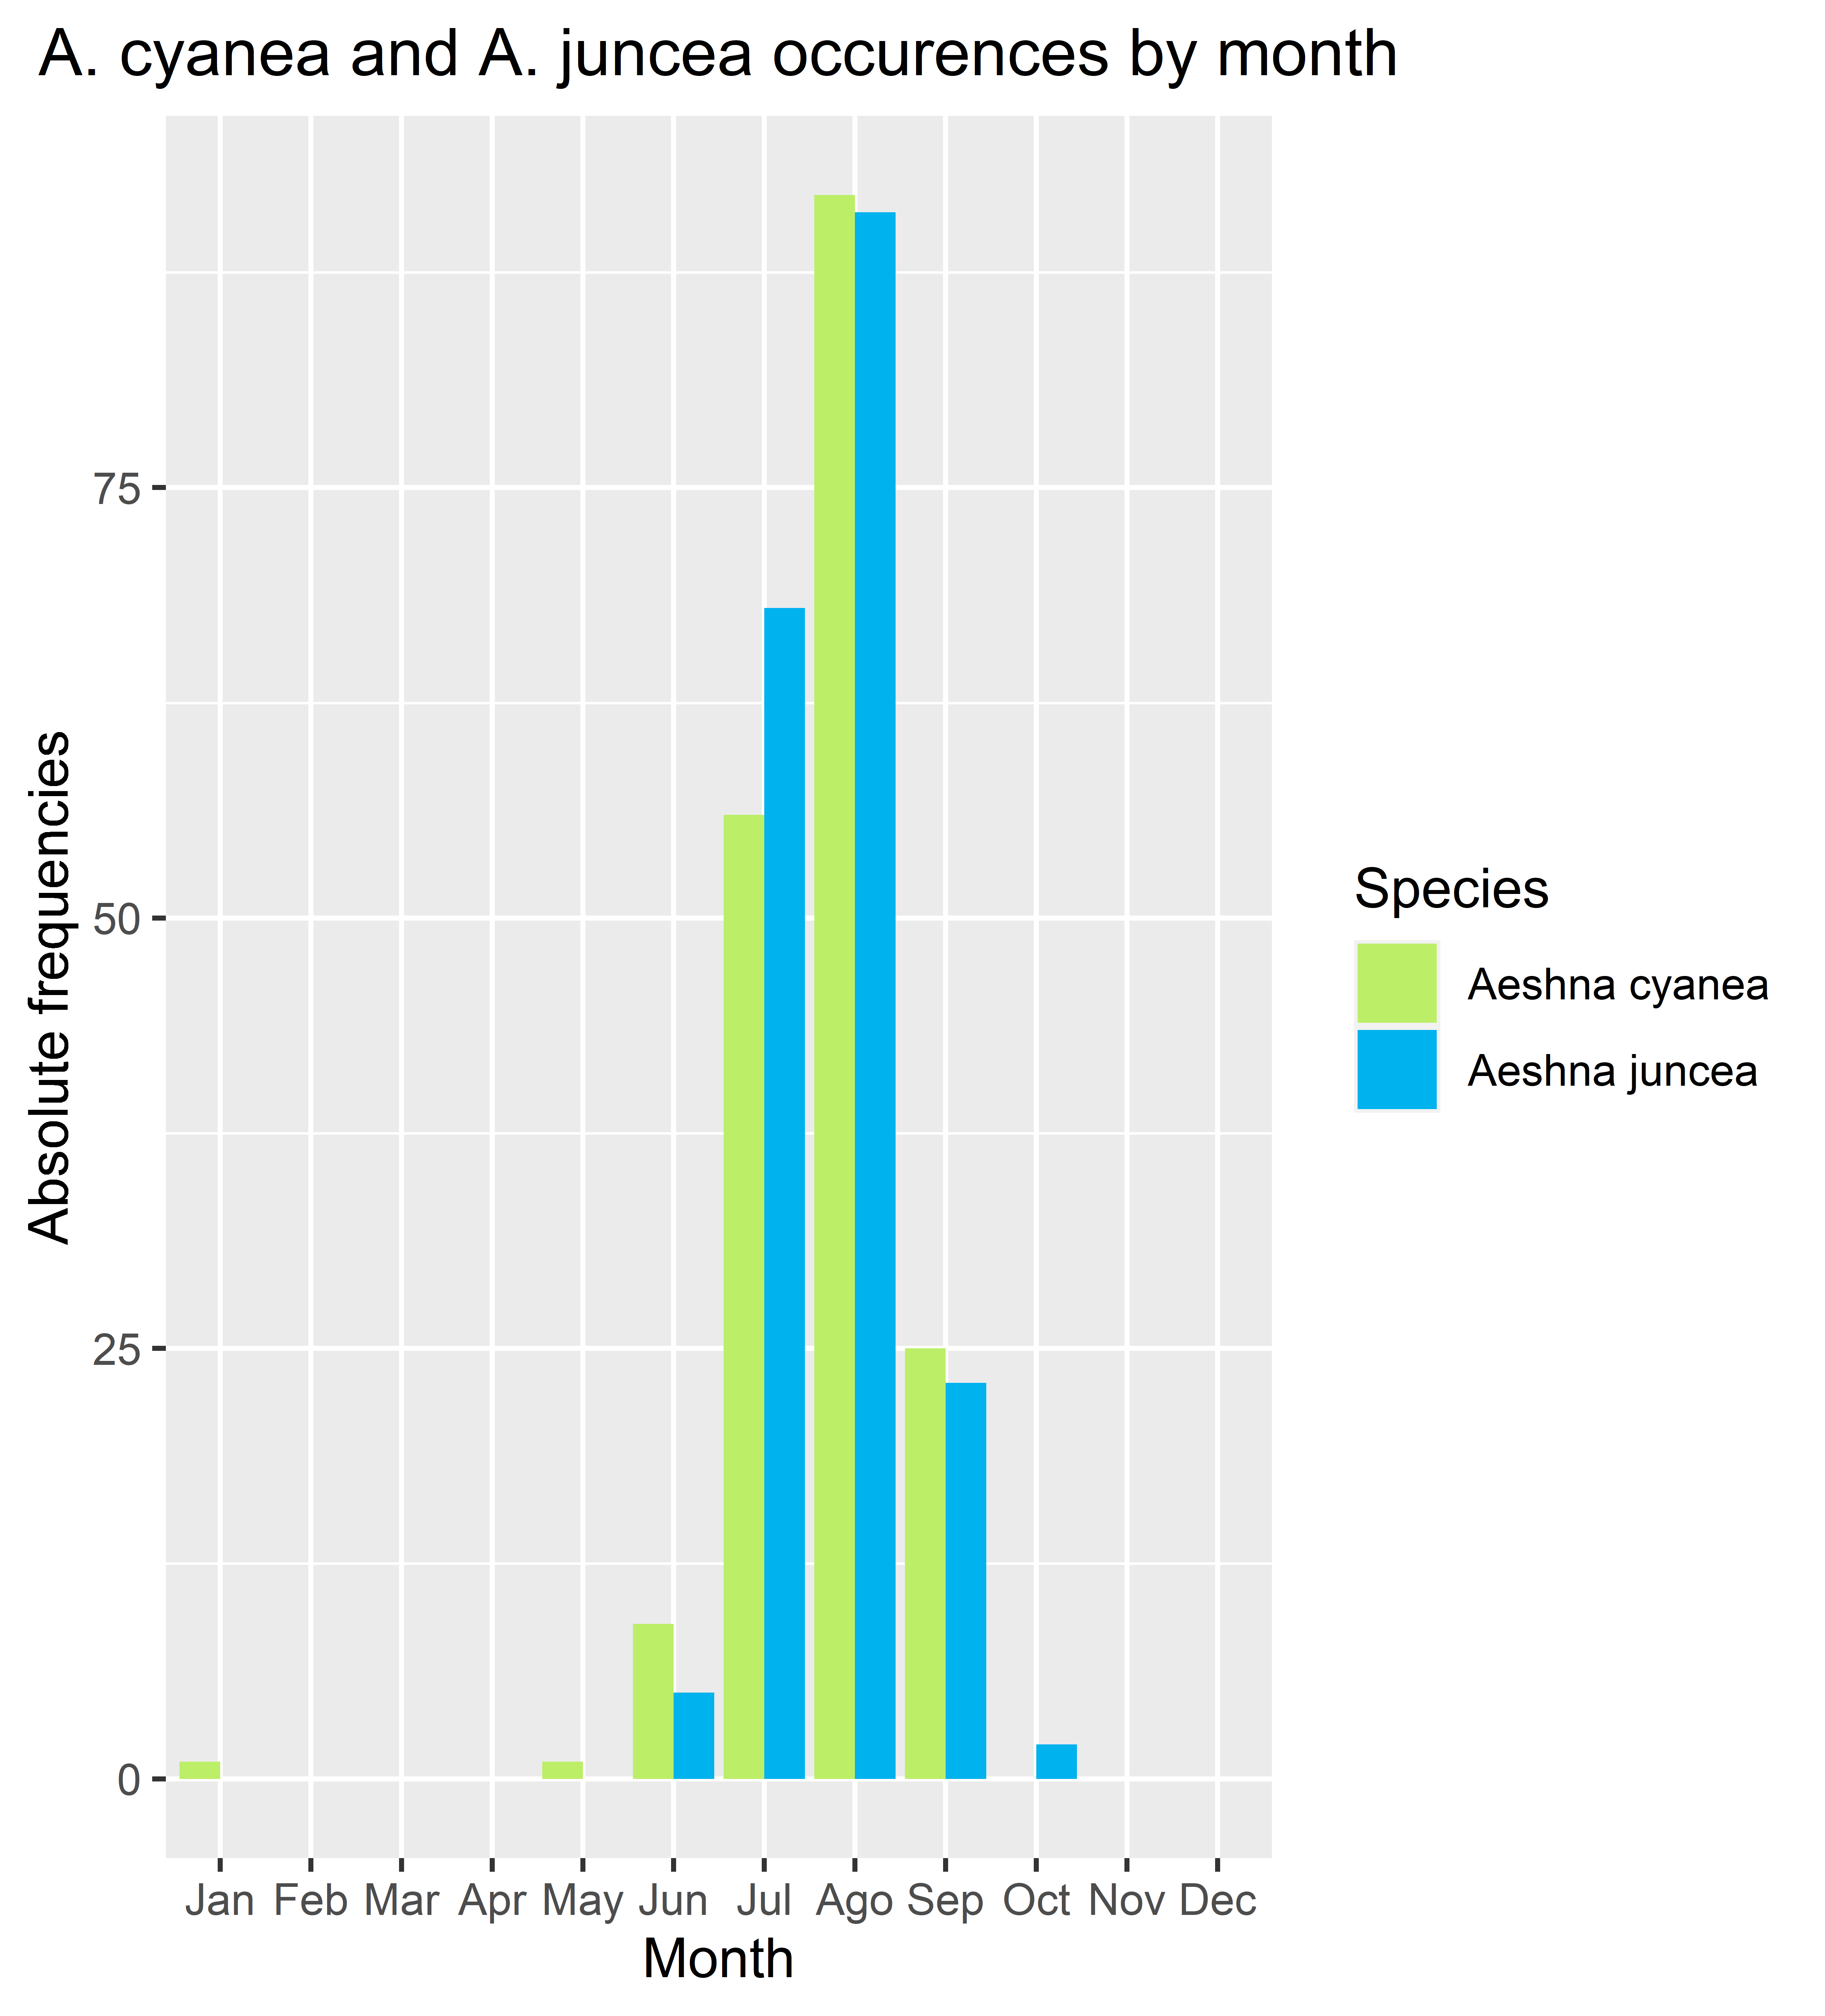 A. cyanea and A. juncea occurences by month
Absolute frequencies
75
50
25
0
Jan Feb Mar Apr May Jun Jul Ago Sep Oct Nov Dec
Month
Species
Aeshna cyanea
Aeshna juncea